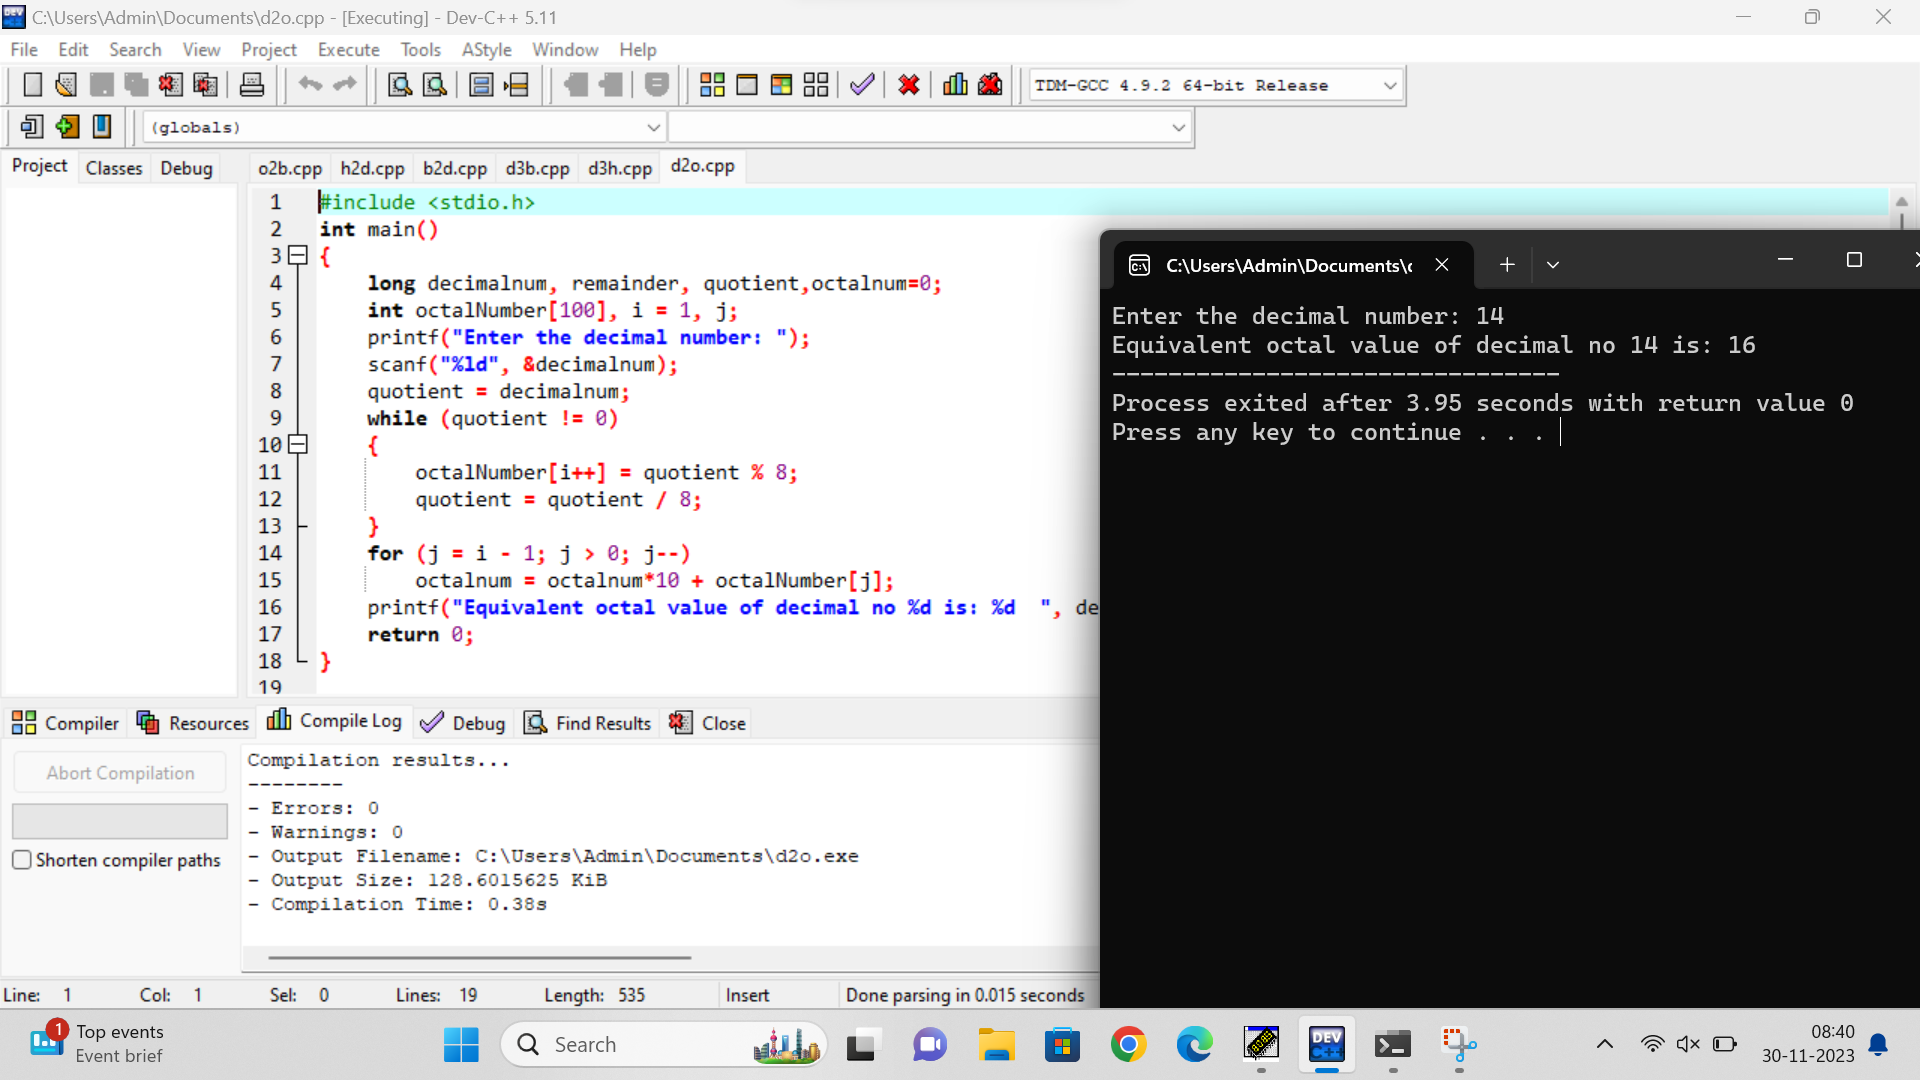 C:\Users\Admin\Documents\d2o.cpp - [Executing] - Dev-C++ 5.11
File Edit Search View Project Execute Tools AStyle Window Help
TDM-GCC 4.9.2 64-bit Release
(globals)
Project Classes Debug
o2b.cpp h2d.cpp b2d.cpp d3b.cpp d3h.cpp d2o.cpp
1 #include <stdio.h>
2 int main()
3 {
4 long decimalnum, remainder, quotient,octalnum=0;
5 int octalNumber[100], i = 1, j;
6 printf("Enter the decimal number: ");
7 scanf("%ld", &decimalnum);
8 quotient = decimalnum;
9 while (quotient != 0)
10 {
11 octalNumber[i++] = quotient % 8;
12 quotient = quotient / 8;
13 }
14 for (j = i - 1; j > 0; j--)
15 octalnum = octalnum*10 + octalNumber[j];
16 printf("Equivalent octal value of decimal no %d is: %d  ", de
17 return 0;
18 }
19
C:\Users\Admin\Documents\
Enter the decimal number: 14
Equivalent octal value of decimal no 14 is: 16
--------------------------------
Process exited after 3.95 seconds with return value 0
Press any key to continue . . .
Compiler Resources Compile Log Debug Find Results Close
Abort Compilation
Shorten compiler paths
Compilation results...
--------
- Errors: 0
- Warnings: 0
- Output Filename: C:\Users\Admin\Documents\d2o.exe
- Output Size: 128.6015625 KiB
- Compilation Time: 0.38s
Line: 1 Col: 1 Sel: 0 Lines: 19 Length: 535 Insert Done parsing in 0.015 seconds
1
Top events
Event brief
Search
DEV
C++
08:40
30-11-2023